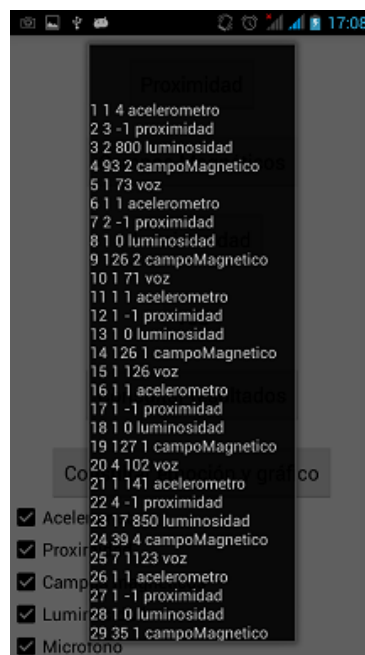 17:08
Proximidad
1 1 4 acelerometro
2 3 -1 proximidad
3 2 800 luminosidad
4 93 2 campoMagnetico
5 1 73 voz
6 1 1 acelerometro
7 2 -1 proximidad
8 1 0 luminosidad
9 126 2 campoMagnetico
10 1 71 voz
11 1 1 acelerometro
12 1 -1 proximidad
13 1 0 luminosidad
14 126 1 campoMagnetico
15 1 126 voz
16 1 1 acelerometro
17 1 -1 proximidad
18 1 0 luminosidad
19 127 1 campoMagnetico
20 4 102 voz
21 1 141 acelerometro
22 4 -1 proximidad
23 17 850 luminosidad
24 39 4 campoMagnetico
25 7 1123 voz
26 1 1 acelerometro
27 1 -1 proximidad
28 1 0 luminosidad
29 35 1 campoMagnetico
Microfono